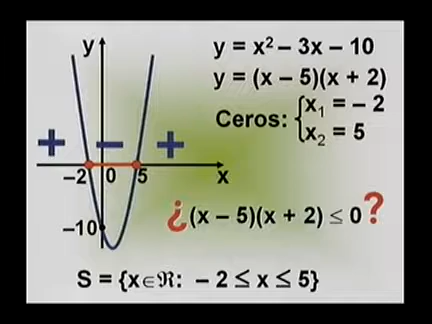 y
y = x² – 3x – 10
y = (x – 5)(x + 2)
Ceros: { x₁ = – 2
x₂ = 5
+ – +
–2 0 5 x
¿(x – 5)(x + 2) ≤ 0?
–10
S = {x∈ℜ: – 2 ≤ x ≤ 5}